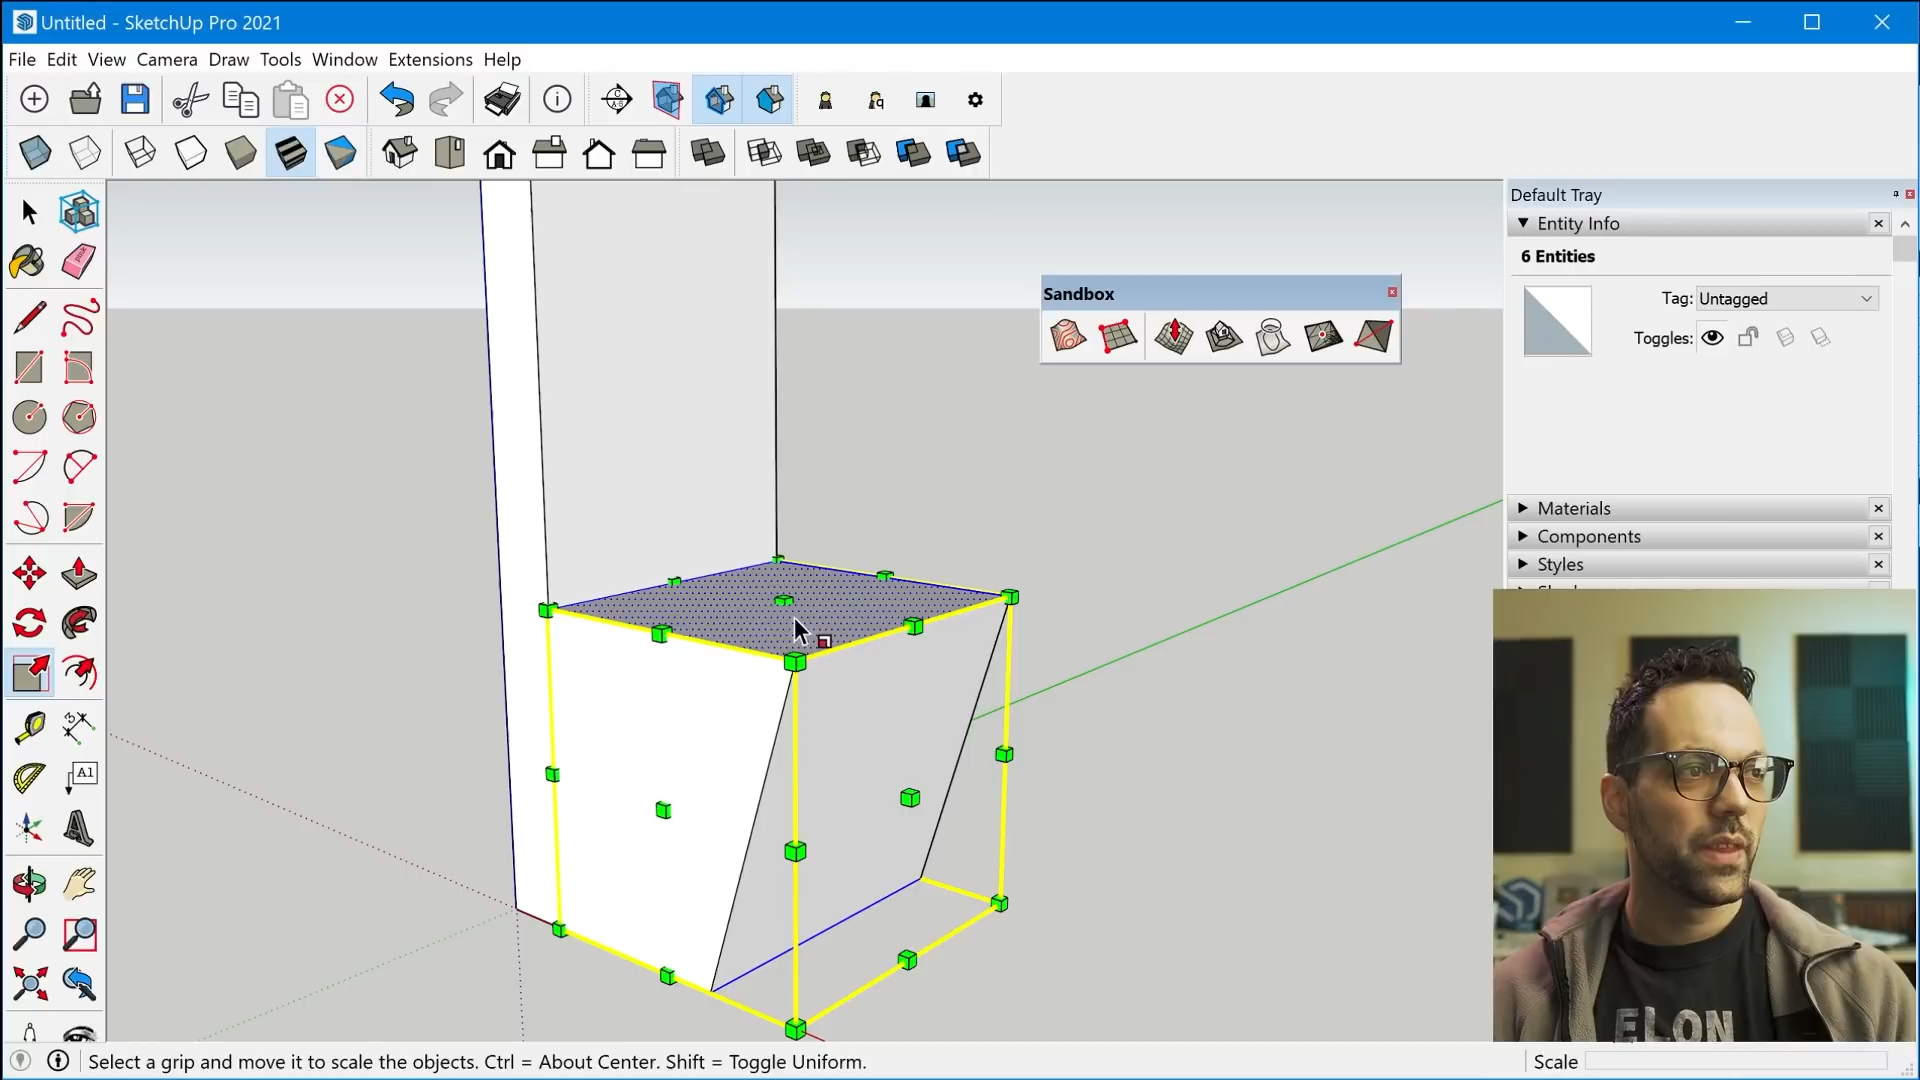 Untitled - SketchUp Pro 2021
File Edit View Camera Draw Tools Window Extensions Help
Default Tray
Entity Info
6 Entities
Tag: Untagged
Toggles:
Sandbox
Materials
Components
Styles
A1
ELON
Select a grip and move it to scale the objects. Ctrl = About Center. Shift = Toggle Uniform.
Scale